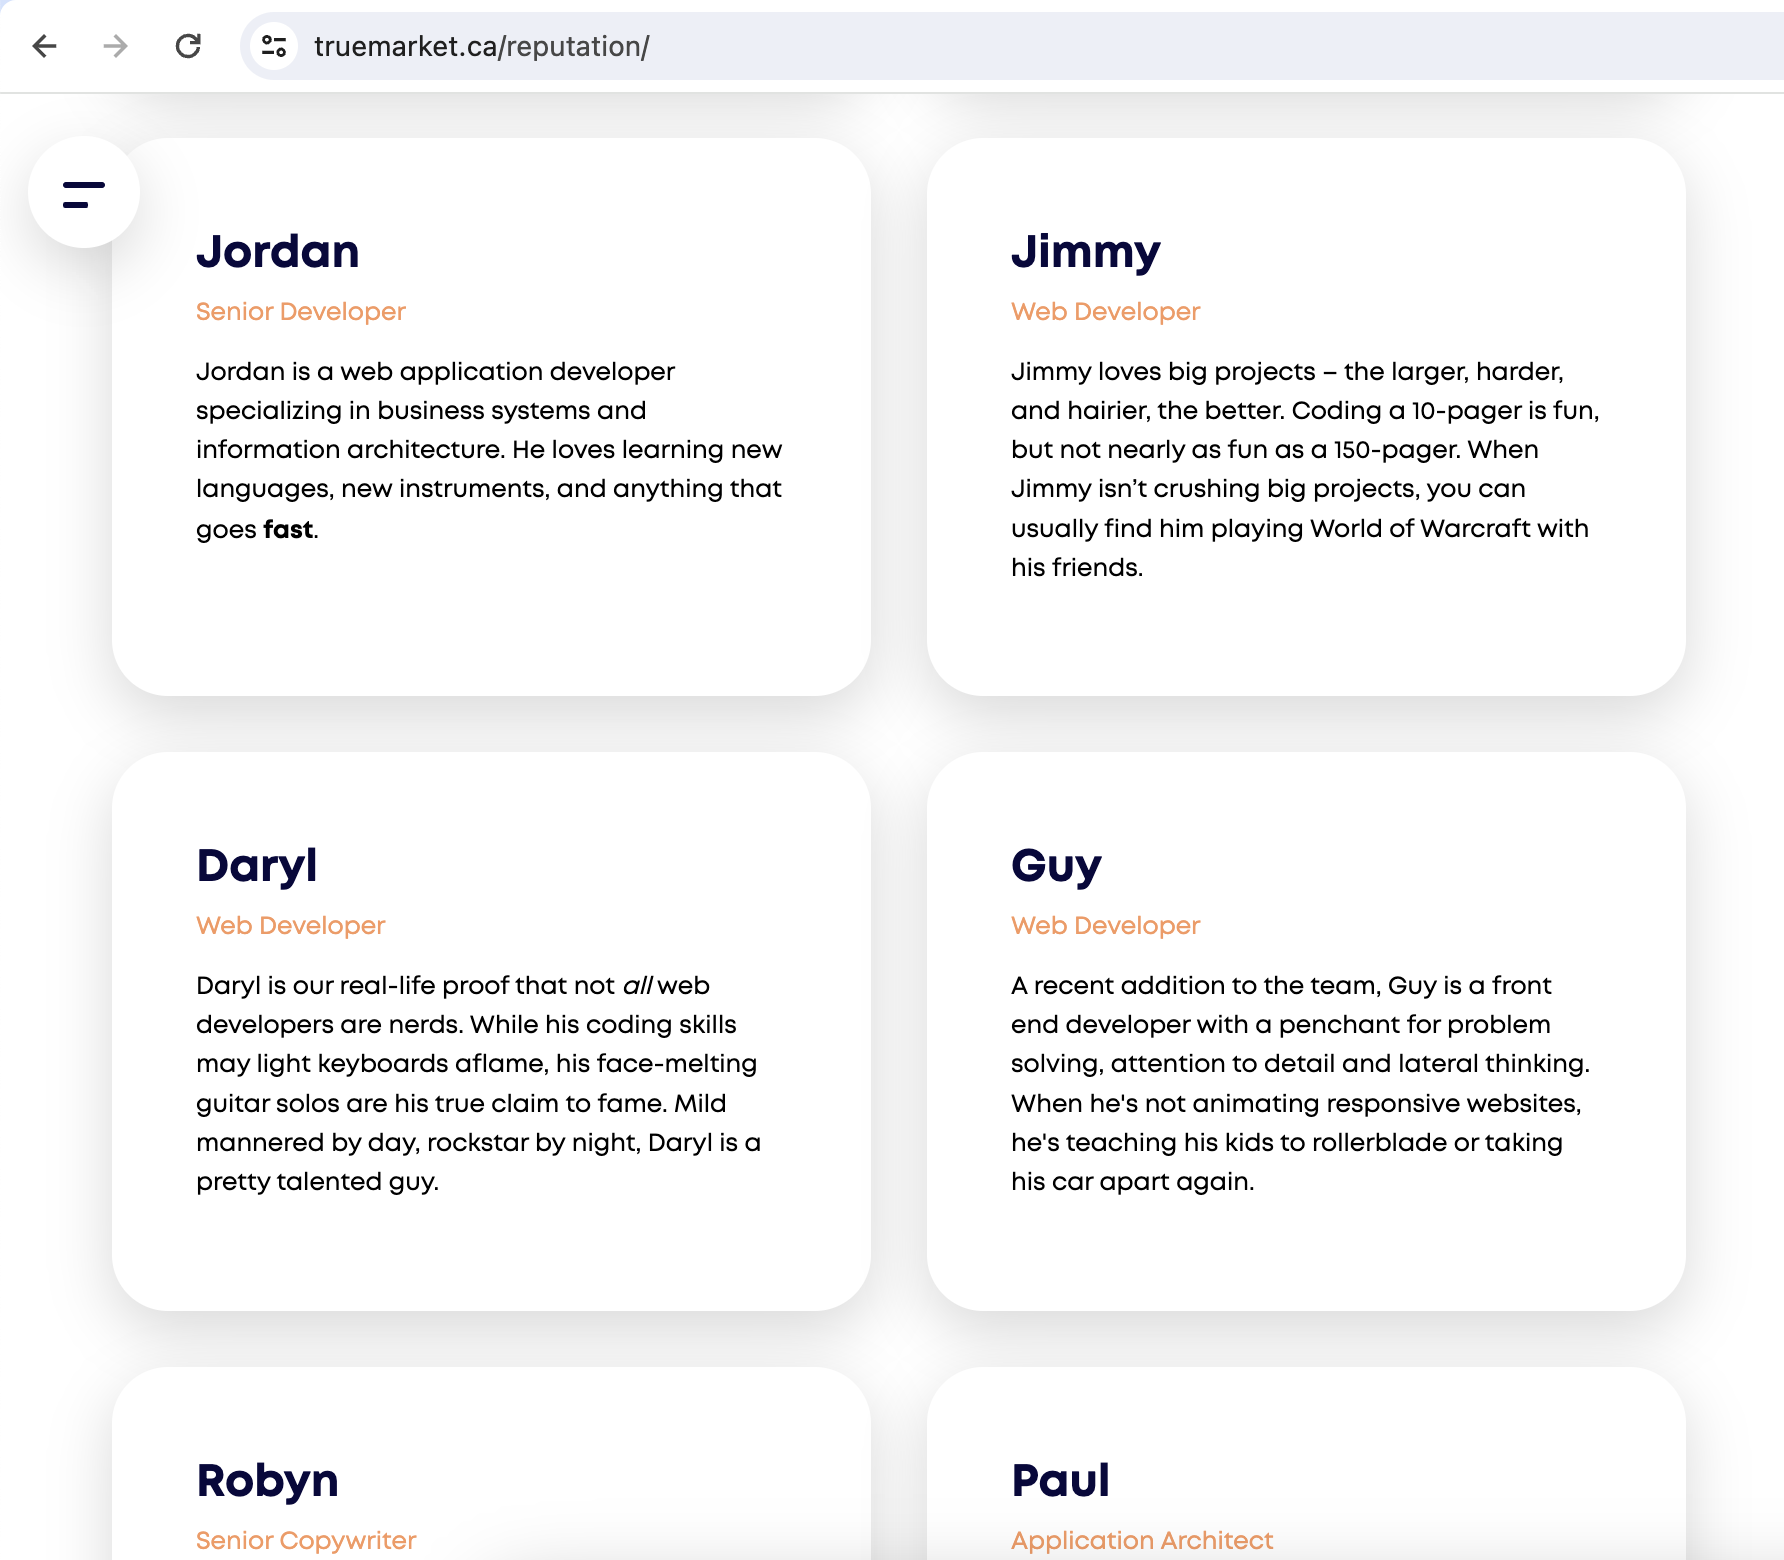 truemarket.ca/reputation/
Jordan
Senior Developer
Jordan is a web application developer
specializing in business systems and
information architecture. He loves learning new
languages, new instruments, and anything that
goes fast.
Jimmy
Web Developer
Jimmy loves big projects – the larger, harder,
and hairier, the better. Coding a 10-pager is fun,
but not nearly as fun as a 150-pager. When
Jimmy isn’t crushing big projects, you can
usually find him playing World of Warcraft with
his friends.
Daryl
Web Developer
Daryl is our real-life proof that not all web
developers are nerds. While his coding skills
may light keyboards aflame, his face-melting
guitar solos are his true claim to fame. Mild
mannered by day, rockstar by night, Daryl is a
pretty talented guy.
Guy
Web Developer
A recent addition to the team, Guy is a front
end developer with a penchant for problem
solving, attention to detail and lateral thinking.
When he's not animating responsive websites,
he's teaching his kids to rollerblade or taking
his car apart again.
Robyn
Senior Copywriter
Paul
Application Architect